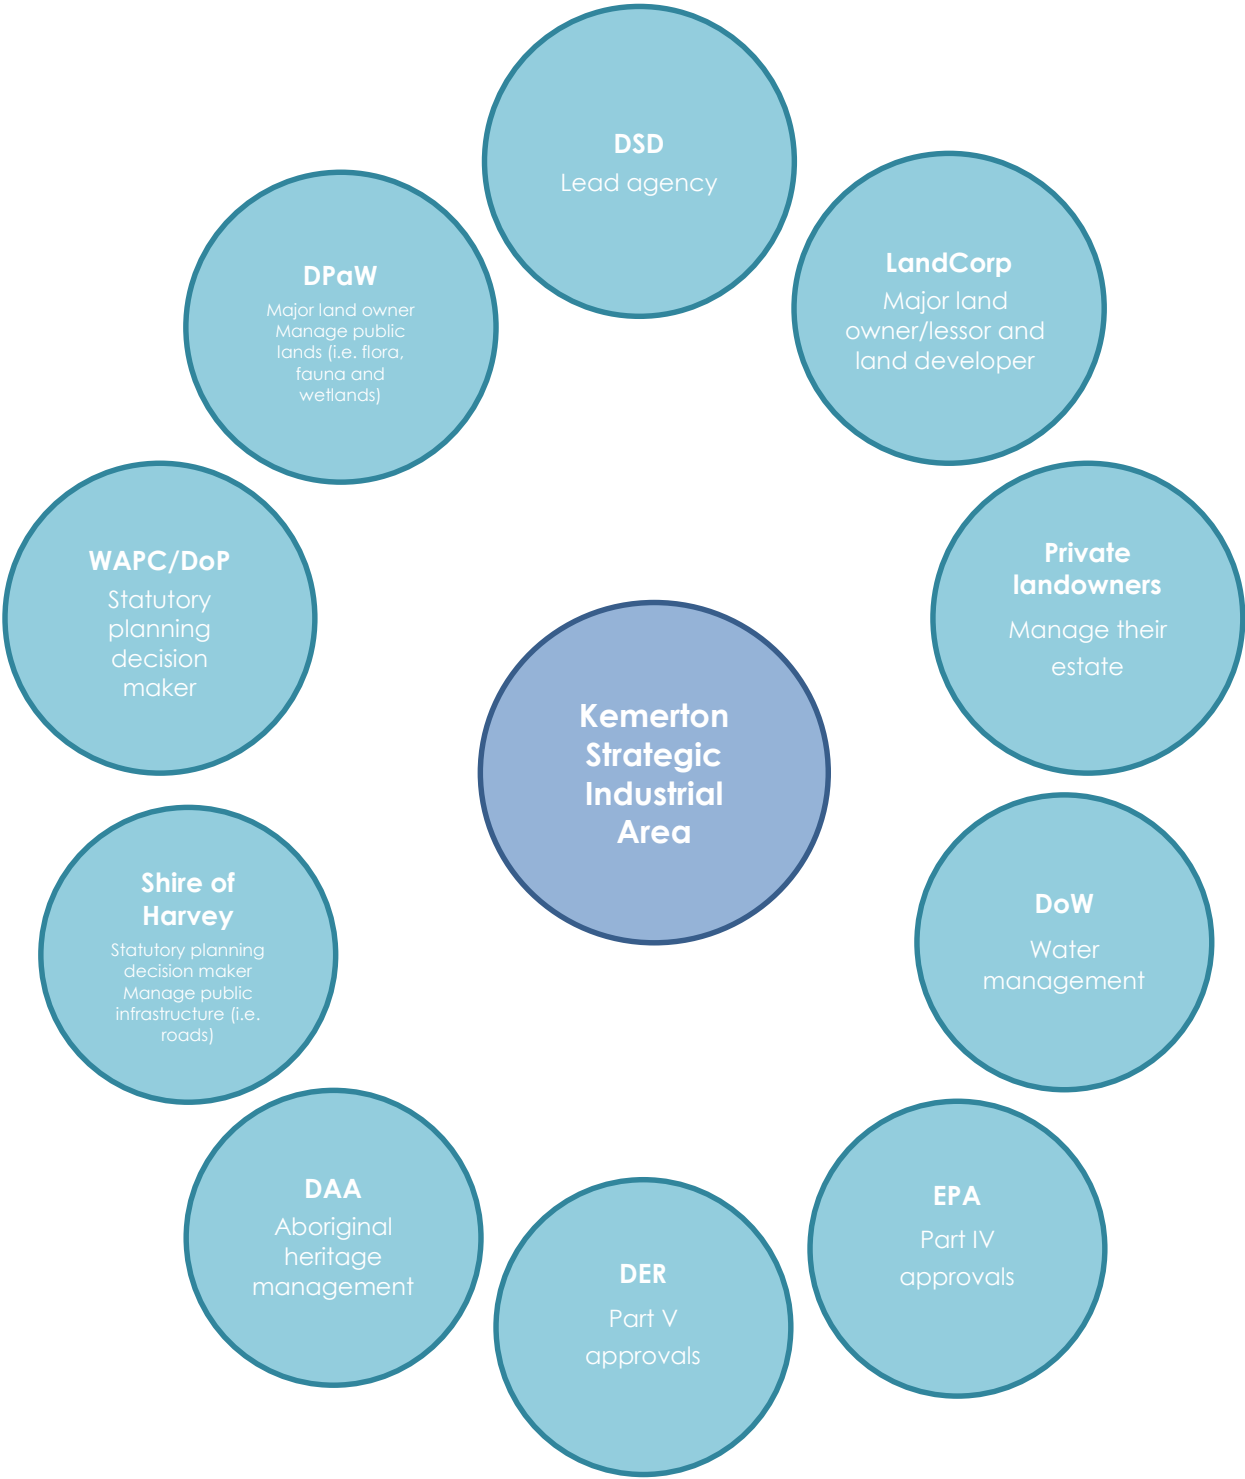 DSD
Lead agency
LandCorp
Major land
owner/lessor and
land developer
Private
landowners
Manage their
estate
DoW
Water
management
EPA
Part IV
approvals
DER
Part V
approvals
DAA
Aboriginal
heritage
management
Shire of
Harvey
Statutory planning
decision maker
Manage public
infrastructure (i.e.
roads)
WAPC/DoP
Statutory
planning
decision
maker
DPaW
Major land owner
Manage public
lands (i.e. flora,
fauna and
wetlands)
Kemerton
Strategic
Industrial
Area